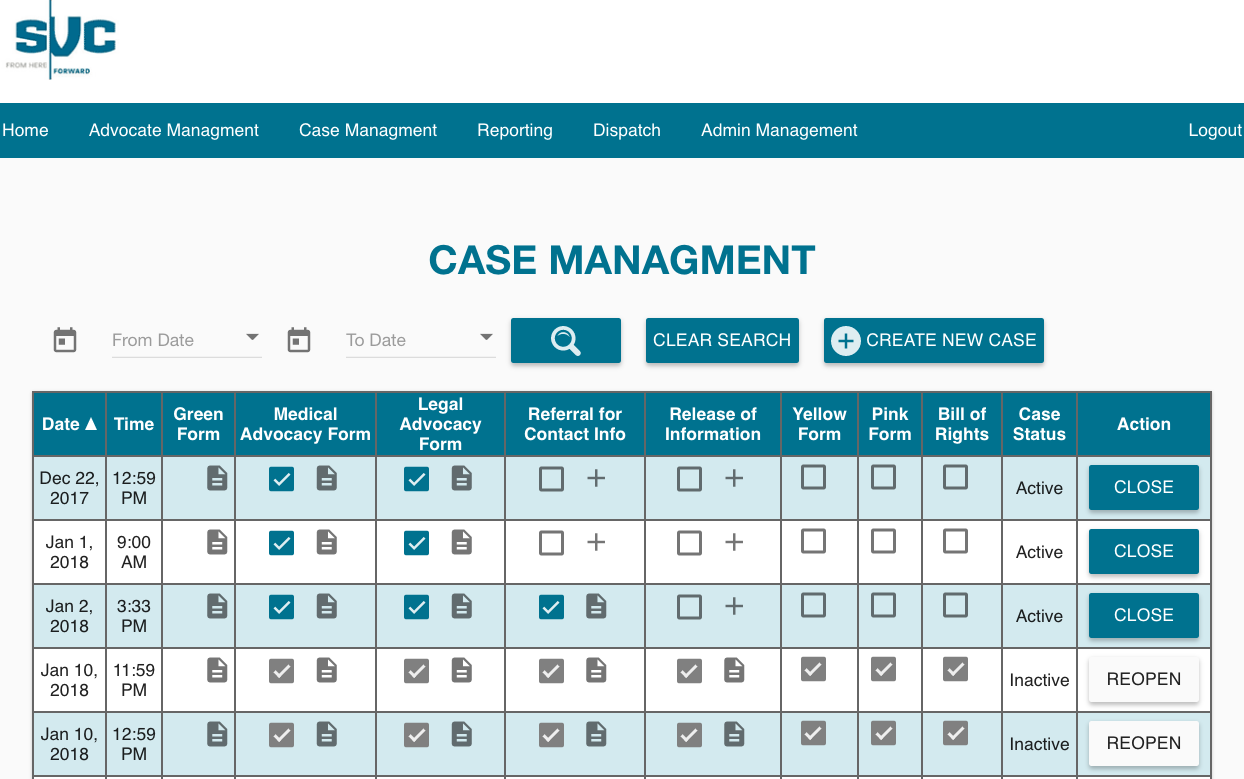 SVC
FROM HERE
FORWARD
Home Advocate Managment Case Managment Reporting Dispatch Admin Management Logout
CASE MANAGMENT
From Date To Date CLEAR SEARCH CREATE NEW CASE
Date ▲ Time Green Form Medical Advocacy Form Legal Advocacy Form Referral for Contact Info Release of Information Yellow Form Pink Form Bill of Rights Case Status Action
Dec 22, 2017 12:59 PM Active CLOSE
Jan 1, 2018 9:00 AM Active CLOSE
Jan 2, 2018 3:33 PM Active CLOSE
Jan 10, 2018 11:59 PM Inactive REOPEN
Jan 10, 2018 12:59 PM Inactive REOPEN